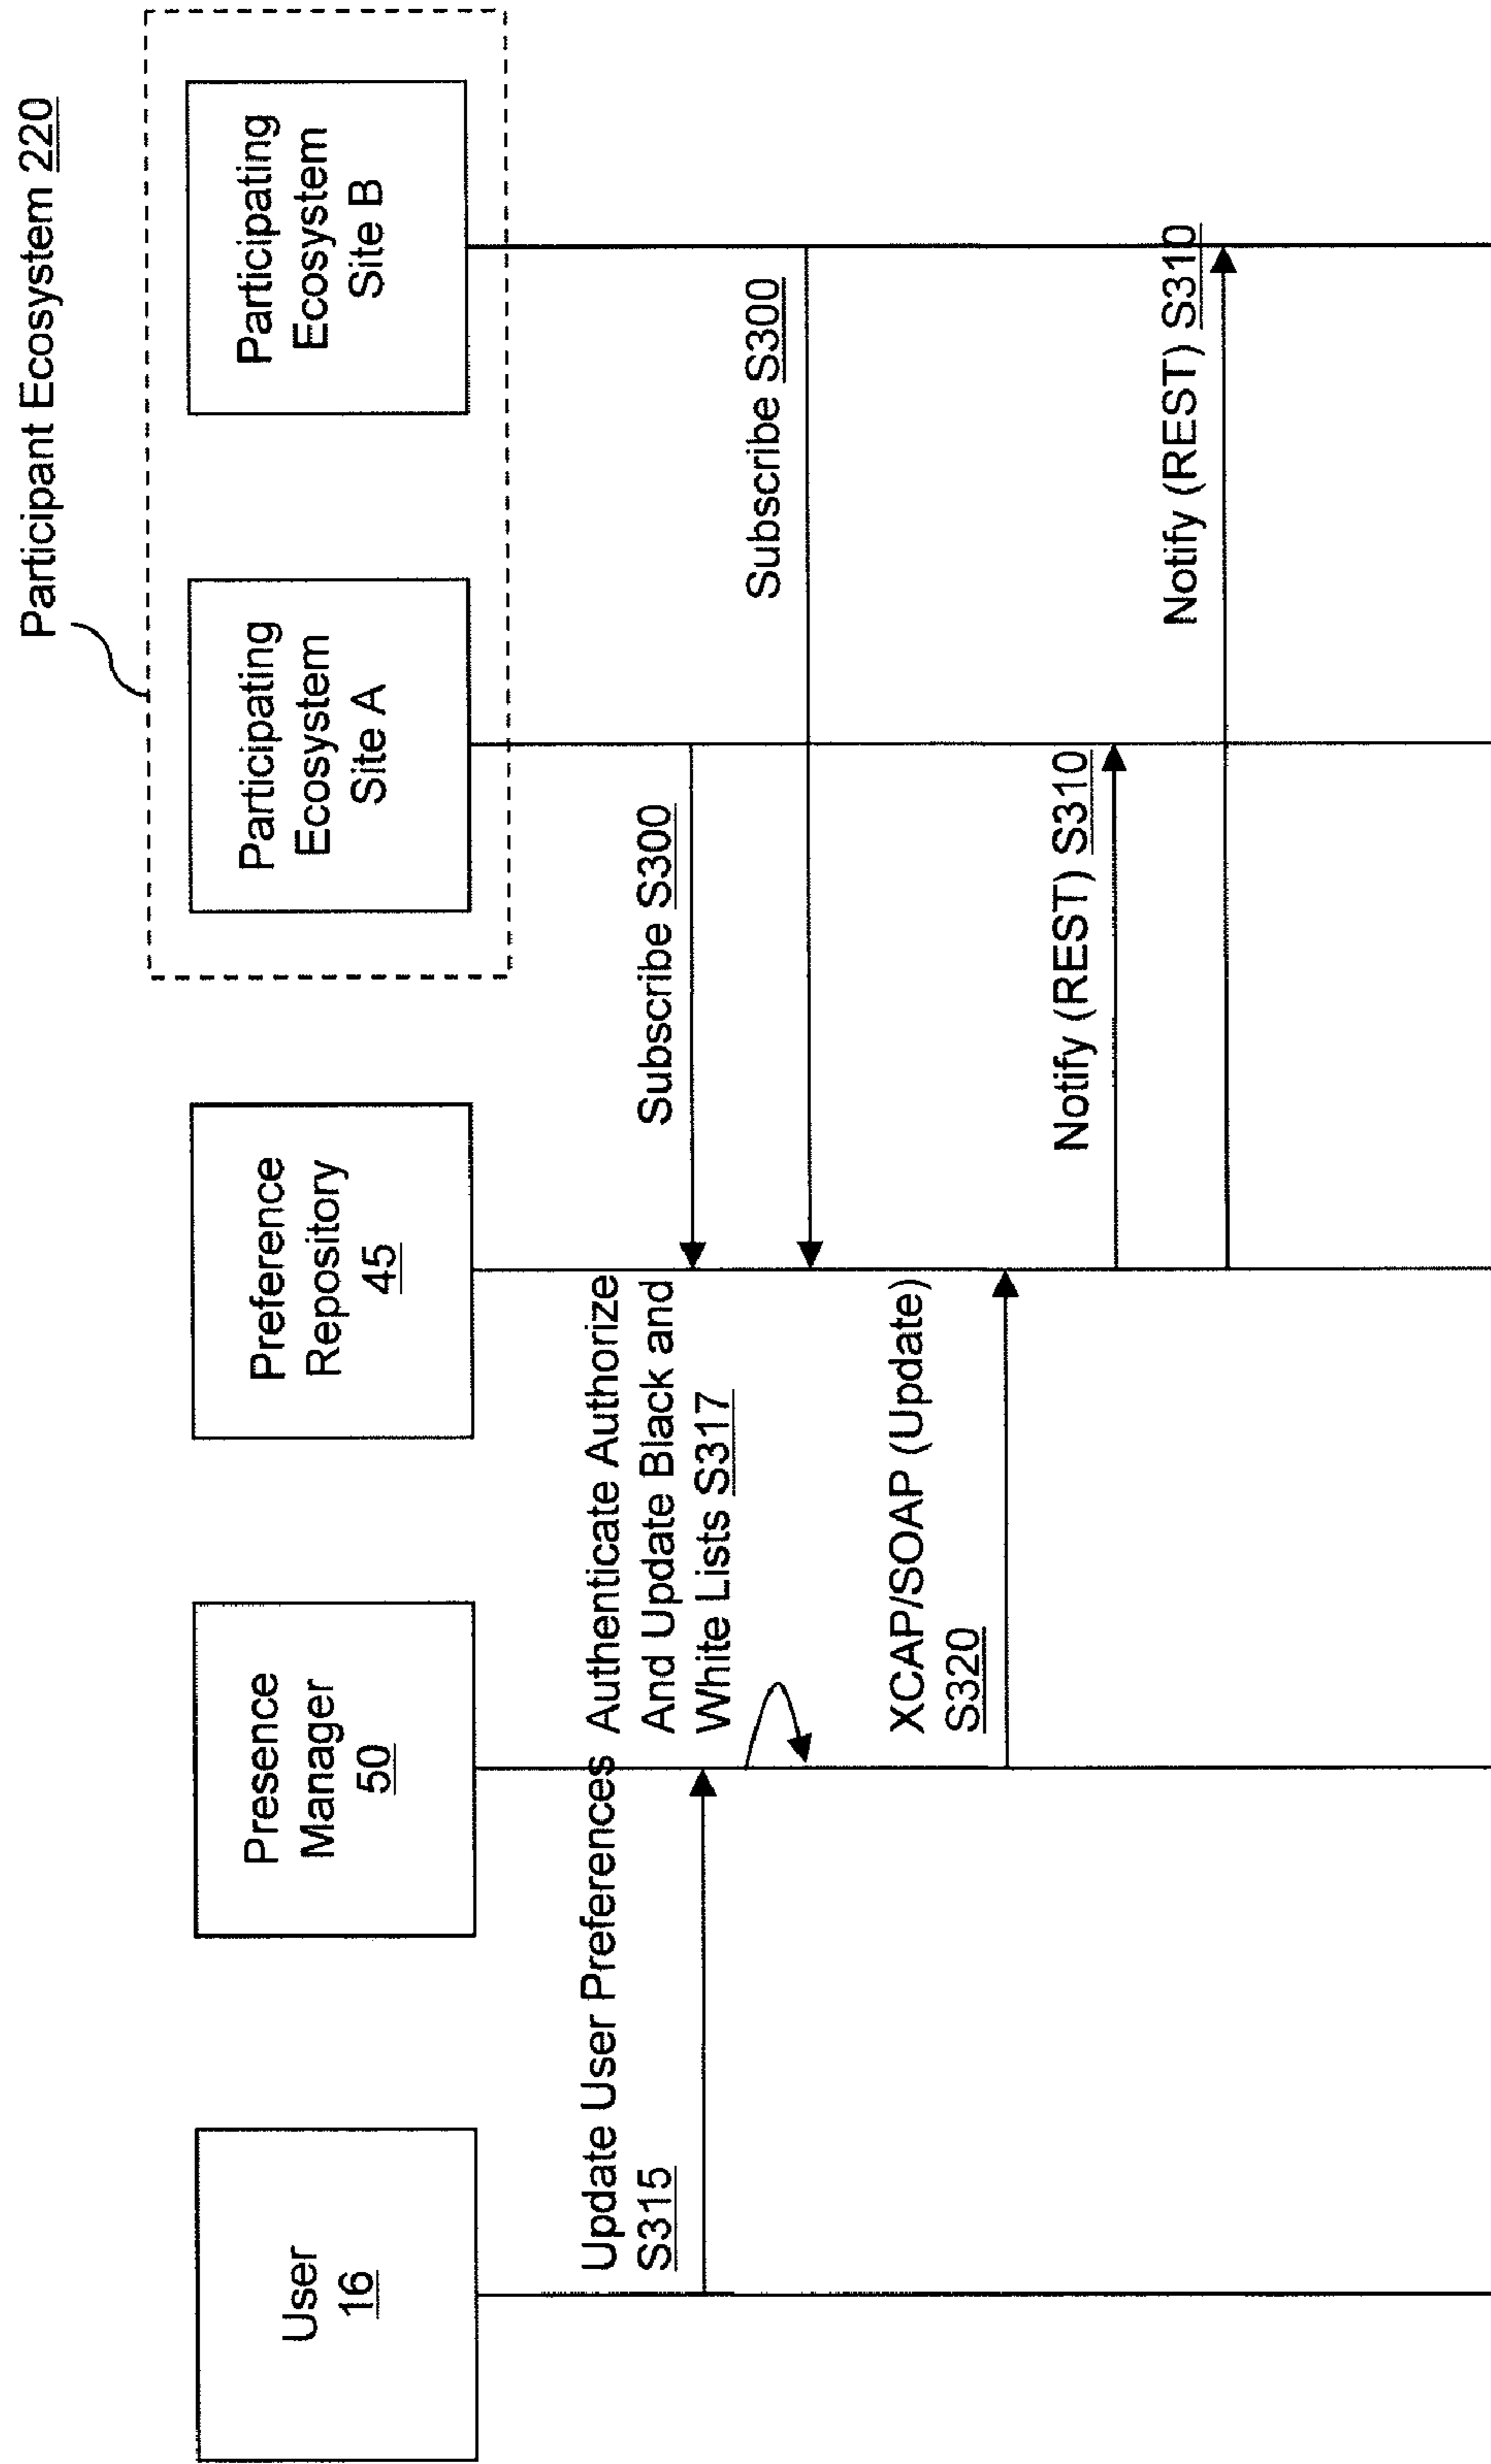 Participant Ecosystem 220
User
16
Presence
Manager
50
Preference
Repository
45
Participating
Ecosystem
Site A
Participating
Ecosystem
Site B
Update User Preferences
S315
Authenticate Authorize
And Update Black and
White Lists S317
Subscribe S300
Subscribe S300
XCAP/SOAP (Update)
S320
Notify (REST) S310
Notify (REST) S310